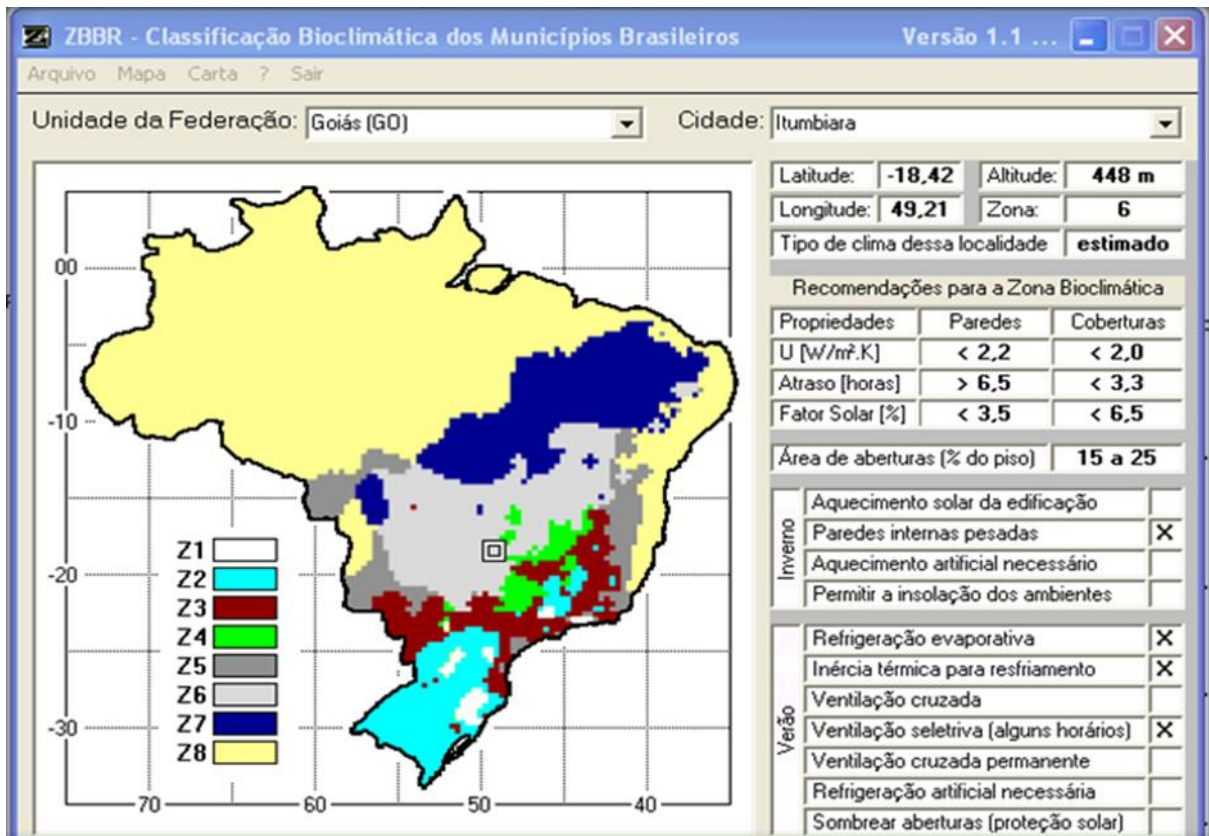 ZBBR - Classificação Bioclimática dos Municípios Brasileiros Versão 1.1 ...
Arquivo Mapa Carta ? Sair
Unidade da Federação: Goiás (GO) Cidade: Itumbiara
Latitude: -18,42 Altitude: 448 m
Longitude: 49,21 Zona: 6
Tipo de clima dessa localidade estimado
Recomendações para a Zona Bioclimática
Propriedades Paredes Coberturas
U [W/m².K] < 2,2 < 2,0
Atraso [horas] > 6,5 < 3,3
Fator Solar [%] < 3,5 < 6,5
Área de aberturas (% do piso) 15 a 25
Inverno
Aquecimento solar da edificação
Paredes internas pesadas X
Aquecimento artificial necessário
Permitir a insolação dos ambientes
Verão
Refrigeração evaporativa X
Inércia térmica para resfriamento X
Ventilação cruzada
Ventilação seletiva (alguns horários) X
Ventilação cruzada permanente
Refrigeração artificial necessária
Sombrear aberturas (proteção solar)
00
-10
-20
-30
Z1
Z2
Z3
Z4
Z5
Z6
Z7
Z8
70 60 50 40